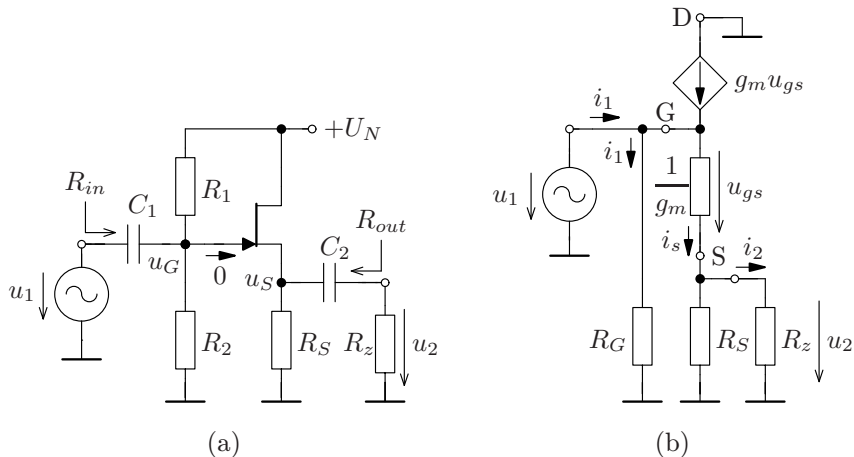 +U_N
R_1
R_in
C_1
u_G
0
u_S
C_2
R_out
u_1
R_2
R_S
R_z
u_2
(a)
D
g_m u_gs
i_1
G
i_1
u_1
1
g_m
u_gs
i_s
S
i_2
R_G
R_S
R_z
u_2
(b)